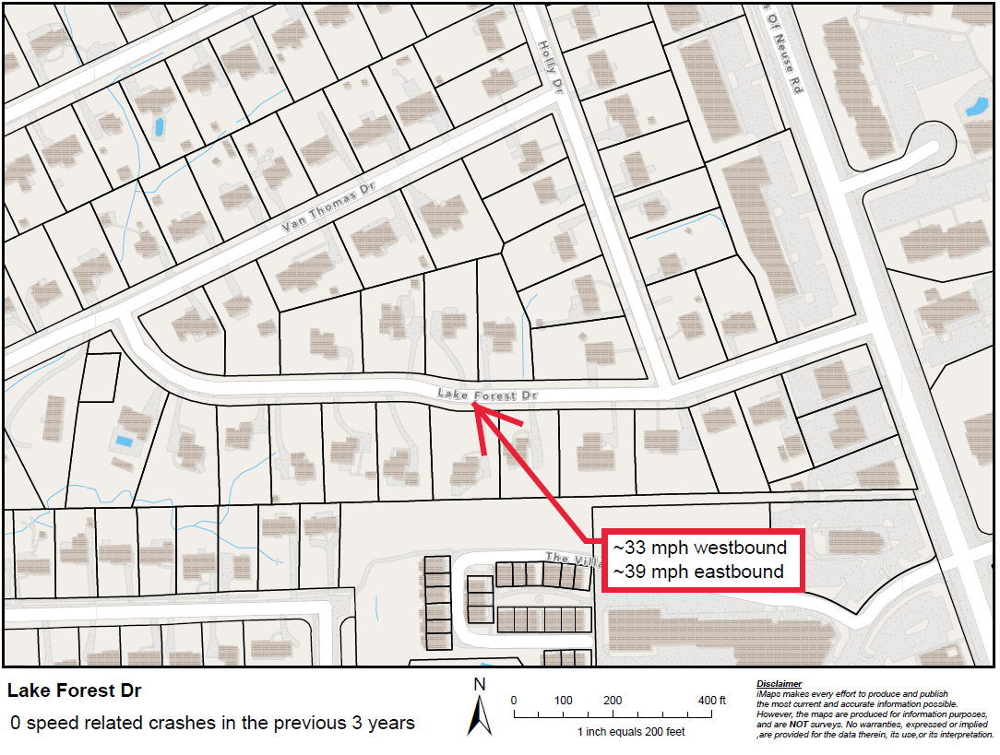 Holly Dr
s Of Neuse Rd
Van Thomas Dr
Lake Forest Dr
~33 mph westbound
~39 mph eastbound
The Villa
Lake Forest Dr
0 speed related crashes in the previous 3 years
N
0 100 200 400 ft
1 inch equals 200 feet
Disclaimer
iMaps makes every effort to produce and publish
the most current and accurate information possible.
However, the maps are produced for information purposes,
and are NOT surveys. No warranties, expressed or implied
,are provided for the data therein, its use,or its interpretation.